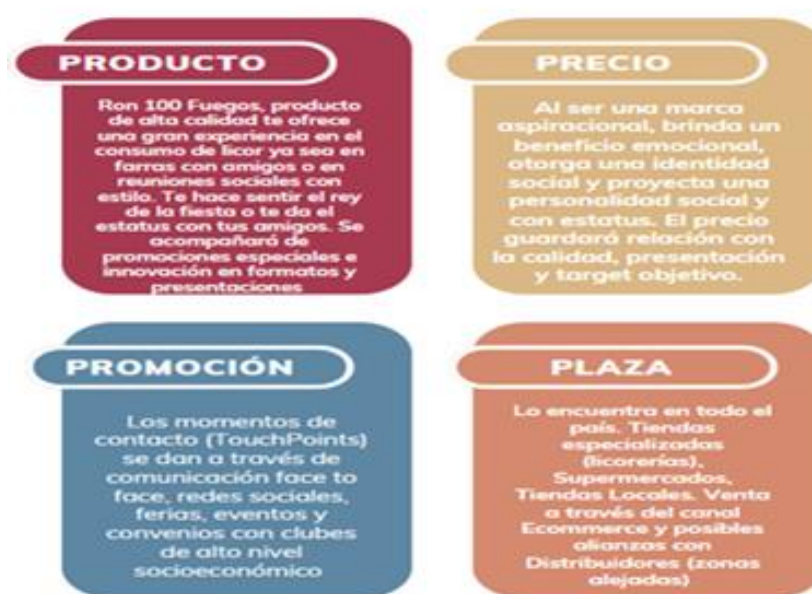 PRODUCTO
Ron 100 Fuegos, producto
de alta calidad te ofrece
una gran experiencia en el
consumo de licor ya sea en
farras con amigos o en
reuniones sociales con
estilo. Te hace sentir el rey
de la fiesta o te da el
estatus con tus amigos. Se
acompañará de
promociones especiales e
innovación en formatos y
presentaciones
PRECIO
Al ser una marca
aspiracional, brinda un
beneficio emocional,
otorga una identidad
social y proyecta una
personalidad social y
con estatus. El precio
guardará relación con
la calidad, presentación
y target objetivo.
PROMOCIÓN
Los momentos de
contacto (TouchPoints)
se dan a través de
comunicación face to
face, redes sociales,
ferias, eventos y
convenios con clubes
de alto nivel
socioeconómico
PLAZA
Lo encuentra en todo el
país. Tiendas
especializadas
(licorerías),
Supermercados,
Tiendas Locales. Venta
a través del canal
Ecommerce y posibles
alianzas con
Distribuidores (zonas
alejadas)